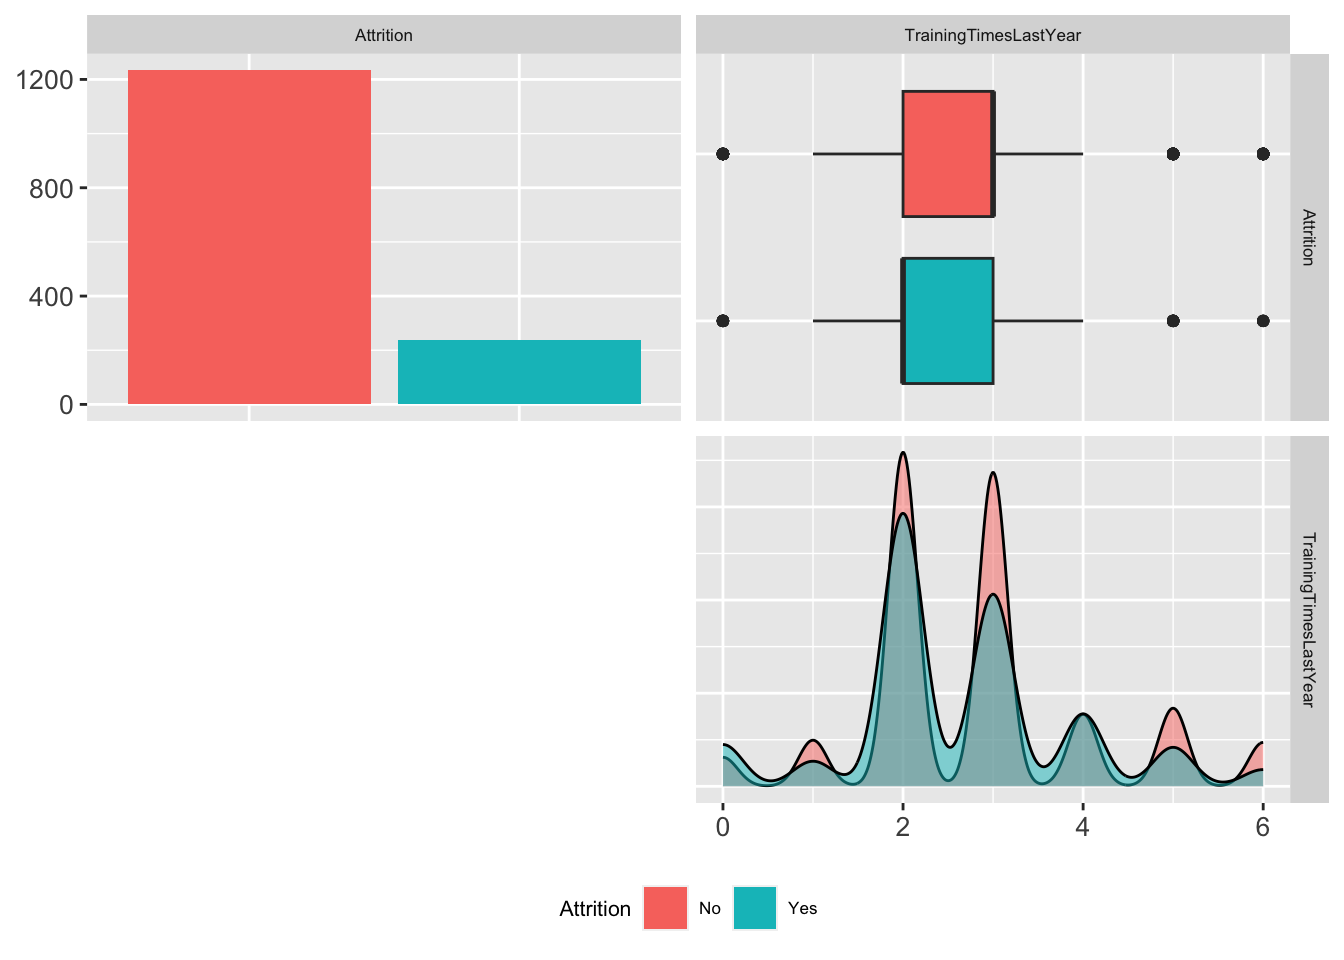 Attrition
TrainingTimesLastYear
1200
800
400
0
Attrition
TrainingTimesLastYear
0 2 4 6
Attrition No Yes